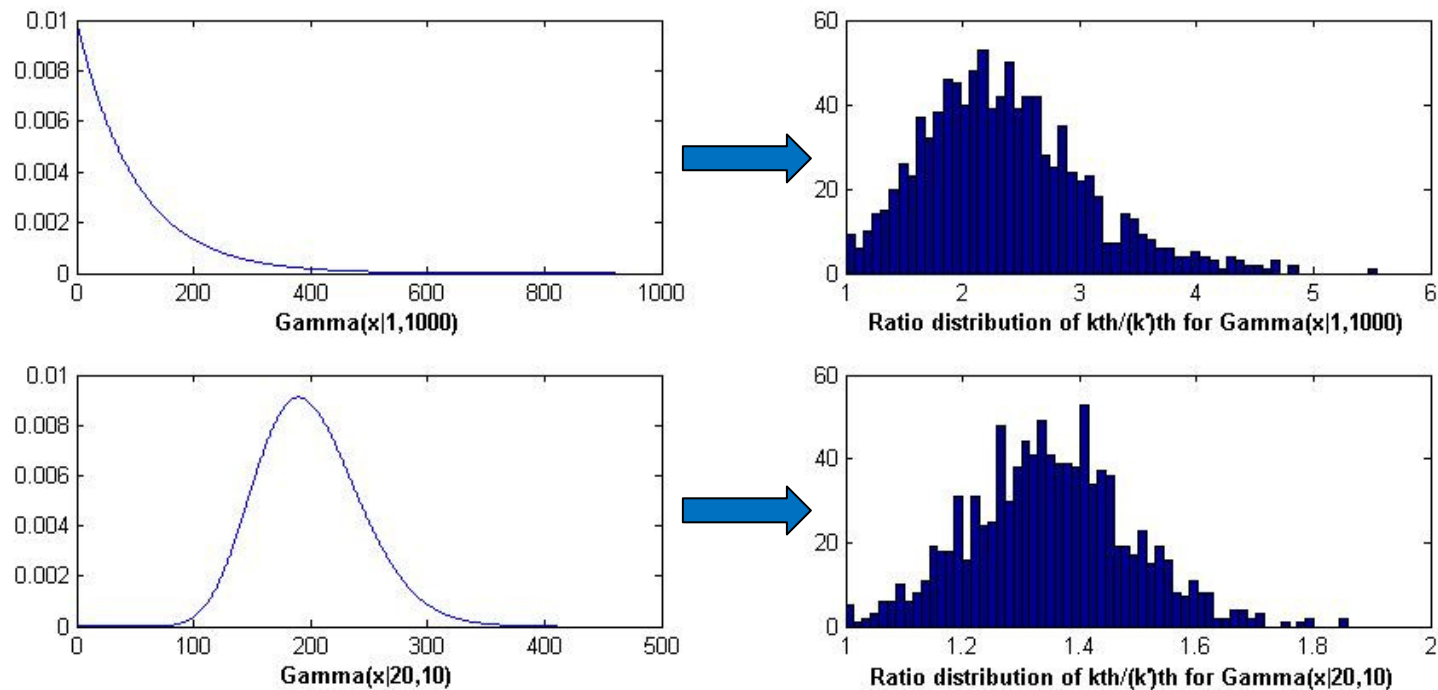 0.01
0.008
0.006
0.004
0.002
0
0 200 400 600 800 1000
Gamma(x|1,1000)
60
40
20
0
1 2 3 4 5 6
Ratio distribution of kth/(k')th for Gamma(x|1,1000)
0.01
0.008
0.006
0.004
0.002
0
0 100 200 300 400 500
Gamma(x|20,10)
60
40
20
0
1 1.2 1.4 1.6 1.8 2
Ratio distribution of kth/(k')th for Gamma(x|20,10)